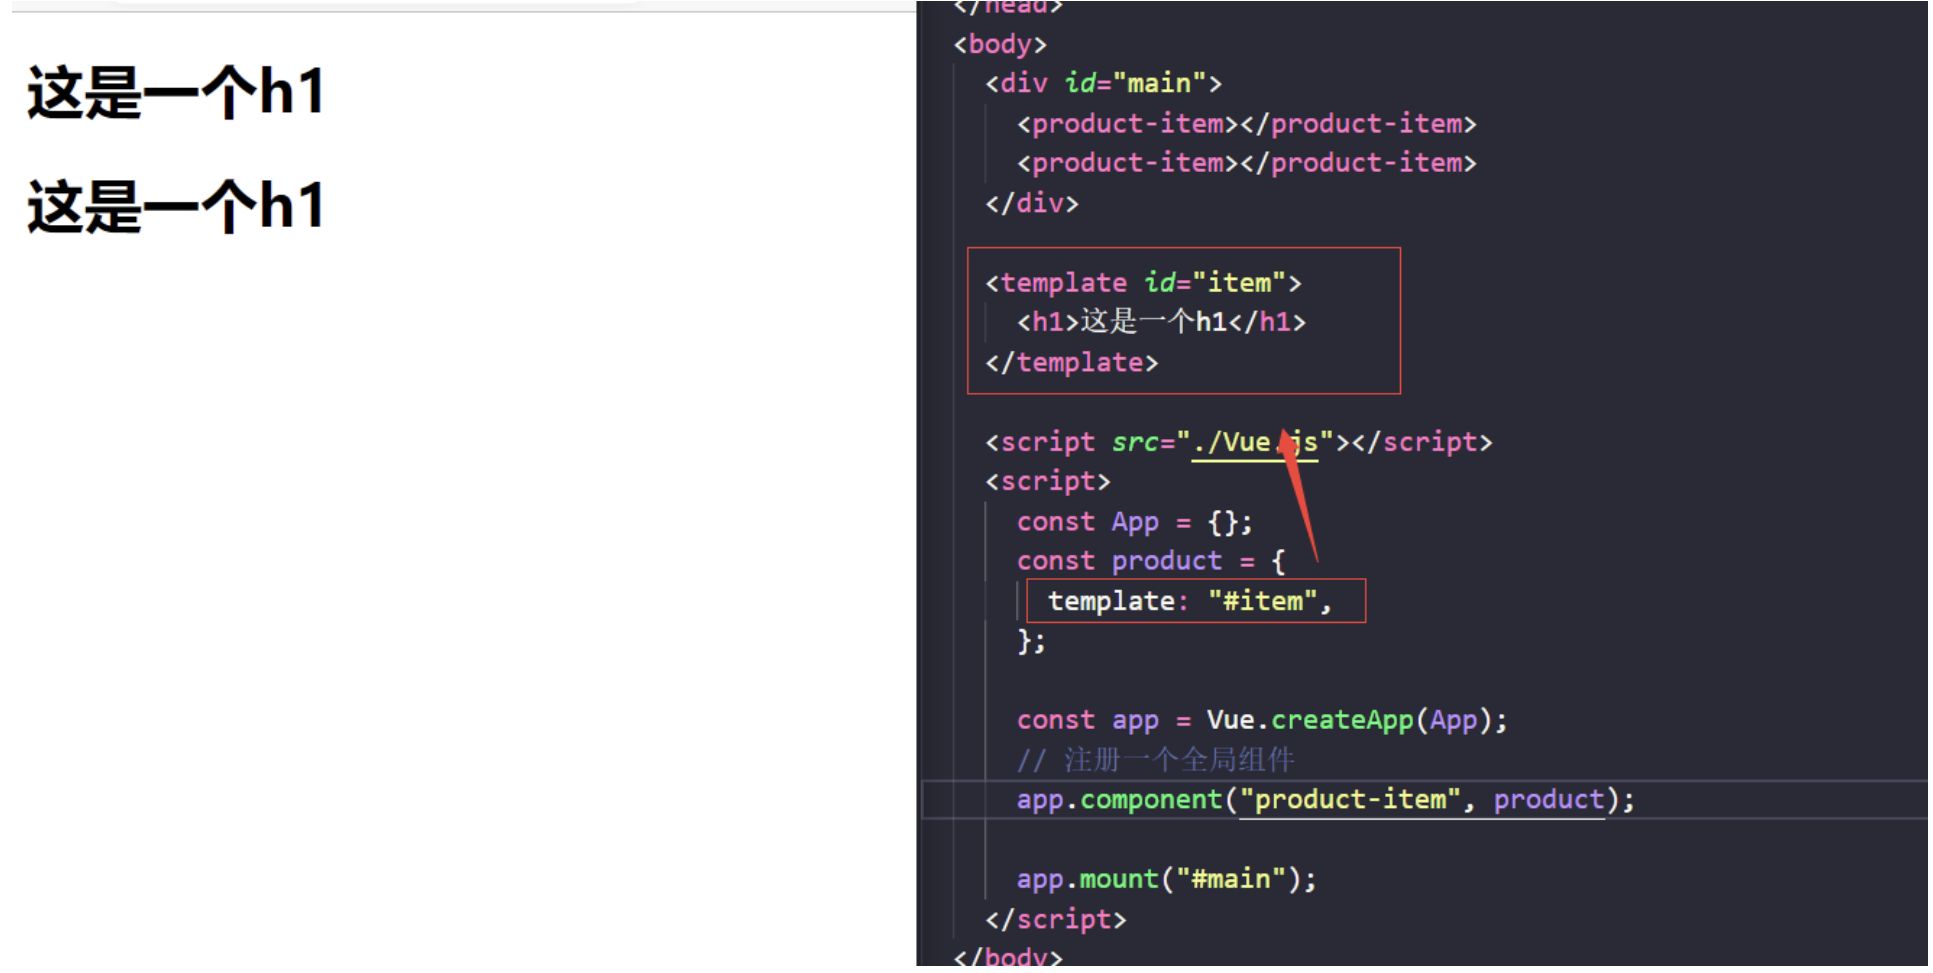 这是一个h1
这是一个h1
</head>
<body>
<div id="main">
<product-item></product-item>
<product-item></product-item>
</div>
<template id="item">
<h1>这是一个h1</h1>
</template>
<script src="./Vue.js"></script>
<script>
const App = {};
const product = {
template: "#item",
};
const app = Vue.createApp(App);
// 注册一个全局组件
app.component("product-item", product);
app.mount("#main");
</script>
</body>